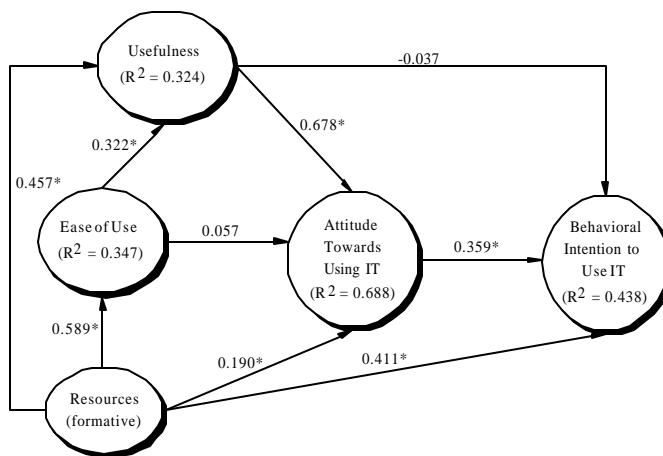 Usefulness
(R2 = 0.324)
-0.037
0.678*
0.322*
0.457*
Ease of Use
(R2 = 0.347)
0.057
Attitude
Towards
Using IT
(R2 = 0.688)
0.359*
Behavioral
Intention to
Use IT
(R2 = 0.438)
0.589*
0.190*
0.411*
Resources
(formative)